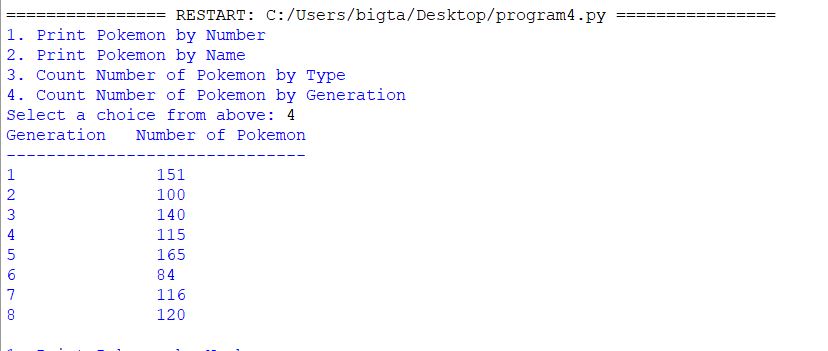 ================ RESTART: C:/Users/bigta/Desktop/program4.py ================
1. Print Pokemon by Number
2. Print Pokemon by Name
3. Count Number of Pokemon by Type
4. Count Number of Pokemon by Generation
Select a choice from above: 4
Generation   Number of Pokemon
------------------------------
1              151
2              100
3              140
4              115
5              165
6              84
7              116
8              120